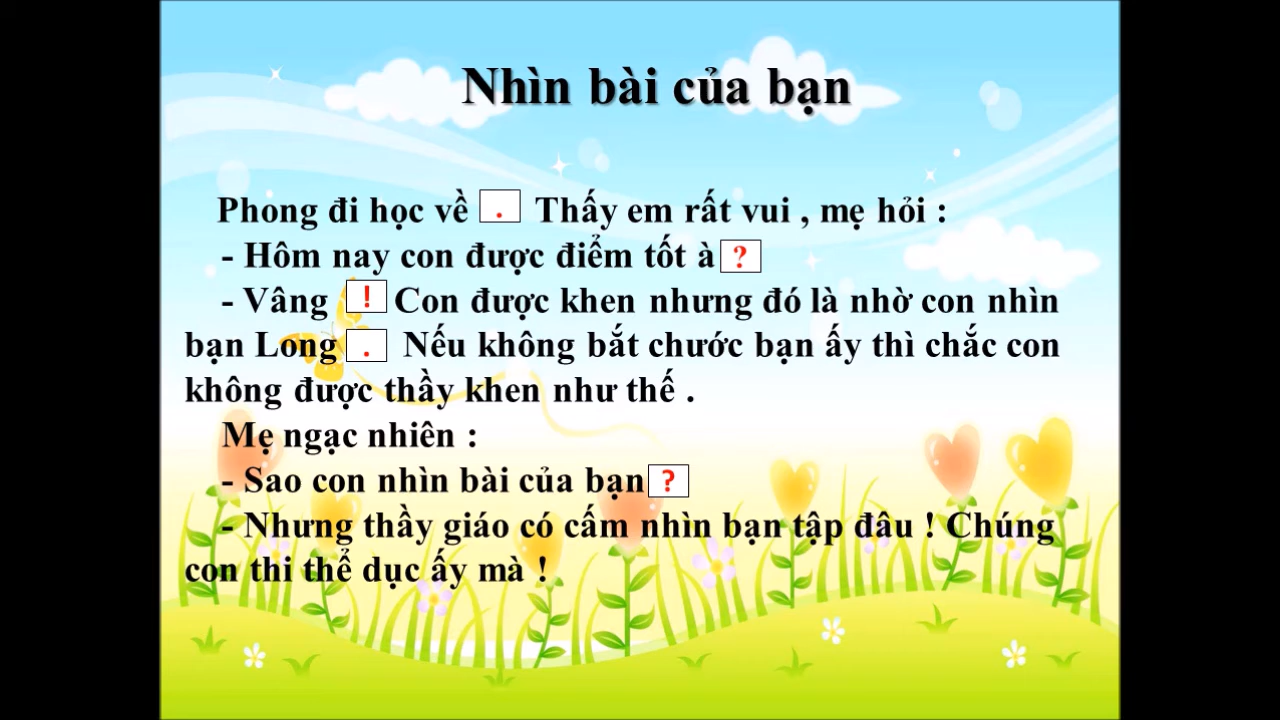 Nhìn bài của bạn
Phong đi học về . Thấy em rất vui , mẹ hỏi :
- Hôm nay con được điểm tốt à ?
- Vâng ! Con được khen nhưng đó là nhờ con nhìn
bạn Long . Nếu không bắt chước bạn ấy thì chắc con
không được thầy khen như thế .
Mẹ ngạc nhiên :
- Sao con nhìn bài của bạn ?
- Nhưng thầy giáo có cấm nhìn bạn tập đâu ! Chúng
con thi thể dục ấy mà !